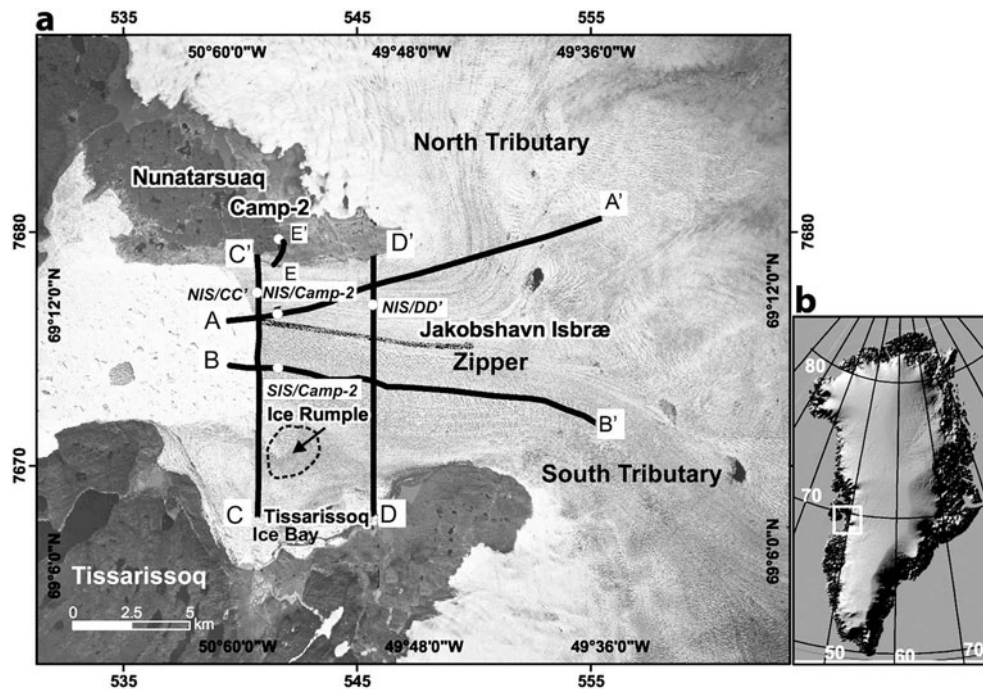 a
535
545
555
50°60'0"W
49°48'0"W
49°36'0"W
North Tributary
Nunatarsuaq
Camp-2
A'
7680
7680
E'
C'
D'
E
NIS/CC'
NIS/Camp-2
NIS/DD'
69°12'0"N
69°12'0"N
A
Jakobshavn Isbræ
Zipper
B
SIS/Camp-2
Ice Rumple
B'
7670
7670
South Tributary
C
Tissarissoq
D
Ice Bay
69°6'0"N
69°6'0"N
Tissarissoq
0
2.5
5
km
50°60'0"W
49°48'0"W
49°36'0"W
535
545
555
b
80
80
70
70
50
60
70